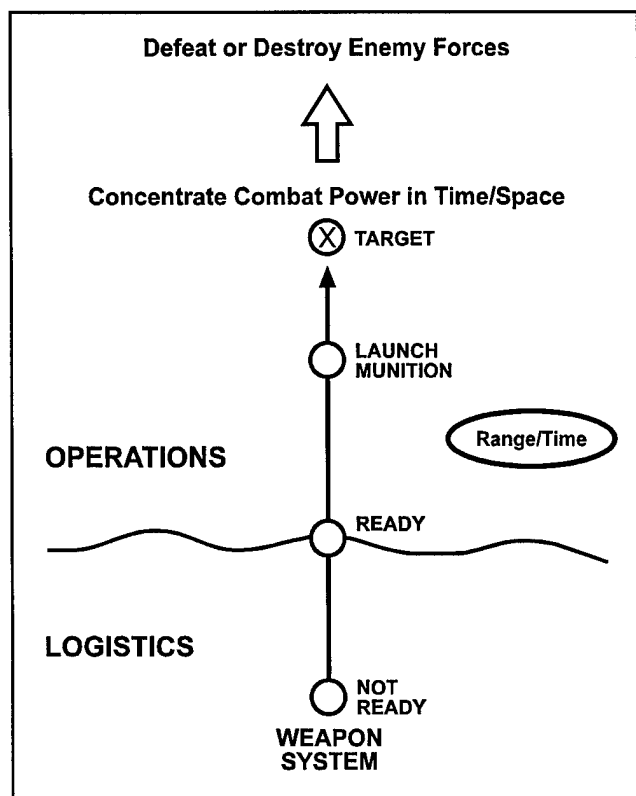 Defeat or Destroy Enemy Forces
Concentrate Combat Power in Time/Space
X TARGET
LAUNCH
MUNITION
Range/Time
OPERATIONS
READY
LOGISTICS
NOT
READY
WEAPON
SYSTEM